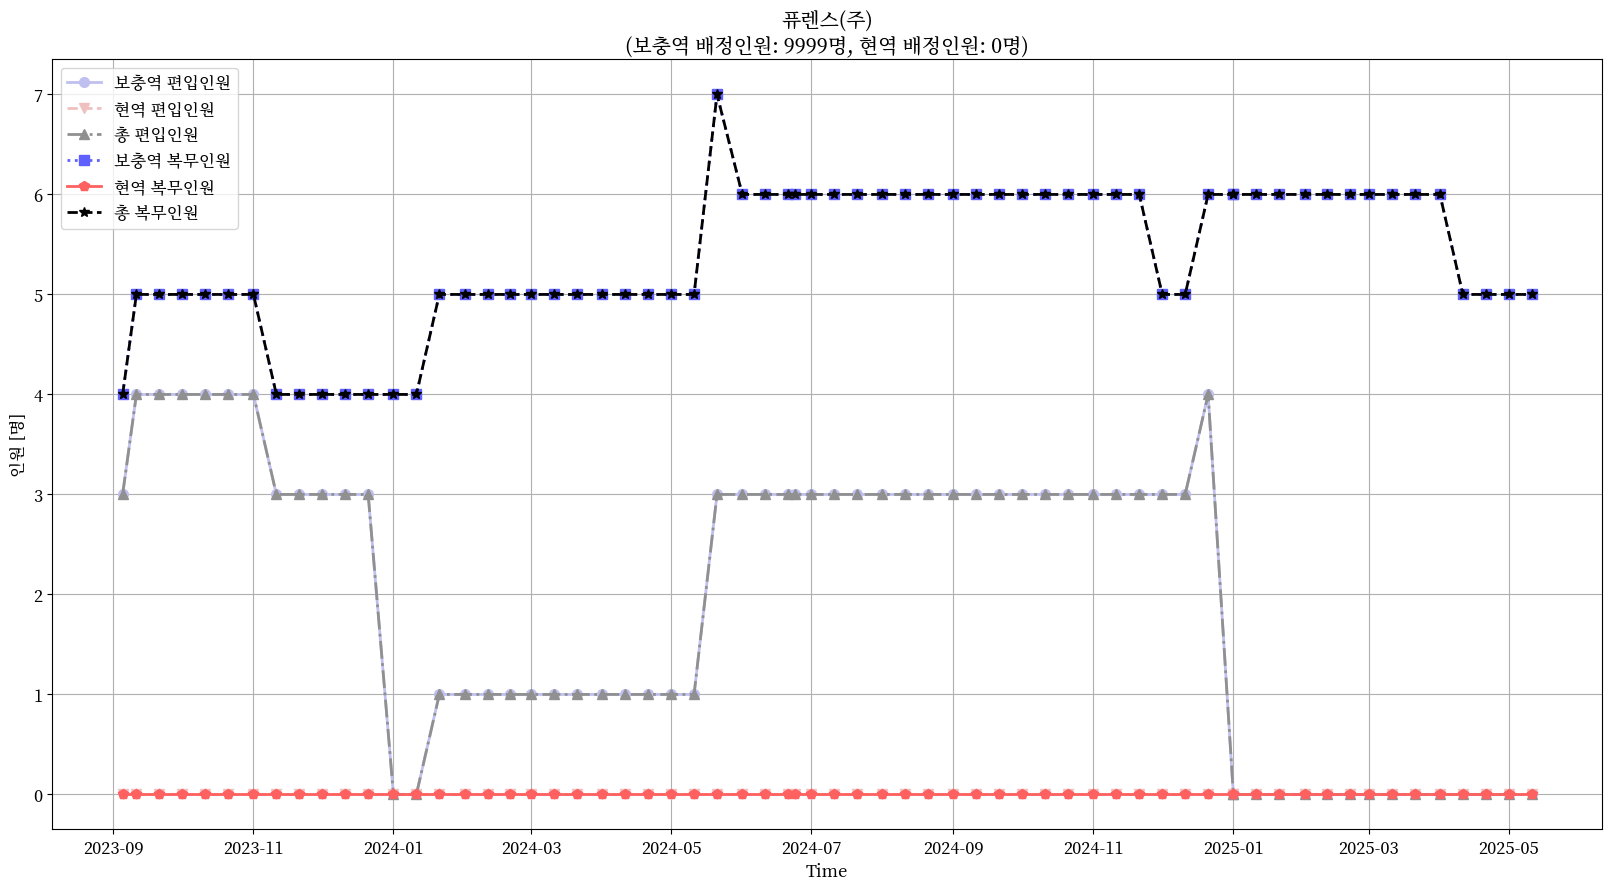 퓨렌스(주)
(보충역 배정인원: 9999명, 현역 배정인원: 0명)
보충역 편입인원
현역 편입인원
총 편입인원
보충역 복무인원
현역 복무인원
총 복무인원
인원 [명]
7
6
5
4
3
2
1
0
2023-09 2023-11 2024-01 2024-03 2024-05 2024-07 2024-09 2024-11 2025-01 2025-03 2025-05
Time